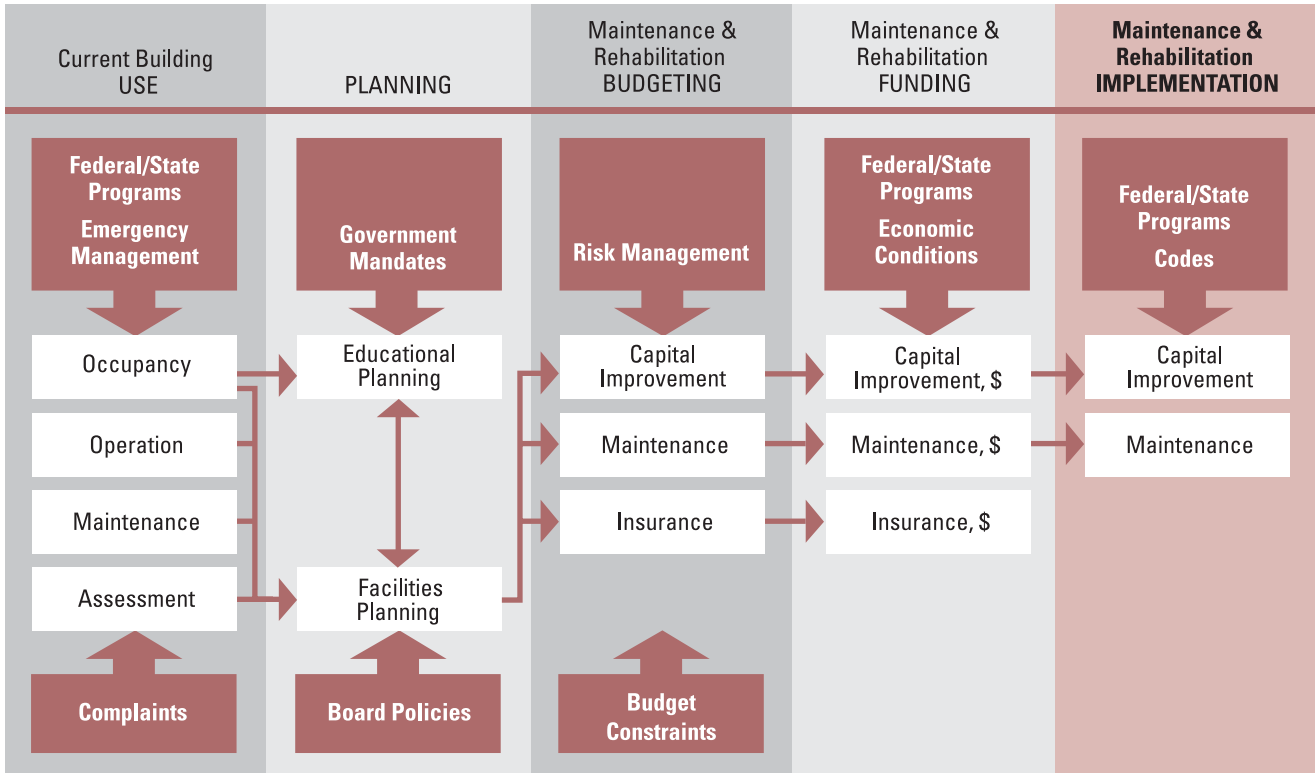 Current Building
USE
PLANNING
Maintenance &
Rehabilitation
BUDGETING
Maintenance &
Rehabilitation
FUNDING
Maintenance &
Rehabilitation
IMPLEMENTATION
Federal/State
Programs
Emergency
Management
Government
Mandates
Risk Management
Federal/State
Programs
Economic
Conditions
Federal/State
Programs
Codes
Occupancy
Educational
Planning
Capital
Improvement
Capital
Improvement, $
Capital
Improvement
Operation
Maintenance
Maintenance, $
Maintenance
Maintenance
Insurance
Insurance, $
Assessment
Facilities
Planning
Complaints
Board Policies
Budget
Constraints